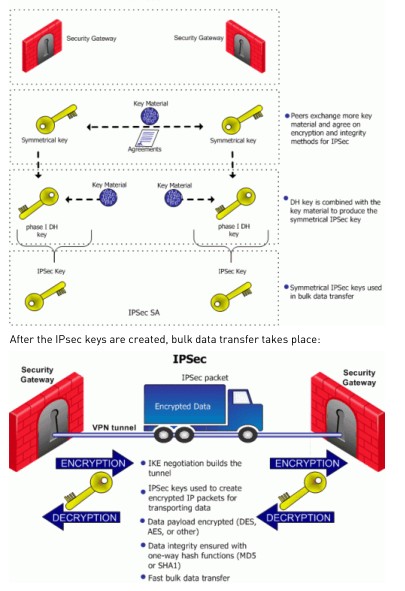 Security Gateway
Security Gateway
Key Material
Symmetrical key
Agreements
Symmetrical key
Peers exchange more key
material and agree on
encryption and integrity
methods for IPSec
Key Material
Key Material
phase I DH
key
phase I DH
key
DH key is combined with the
key material to produce the
symmetrical IPSec key
IPSec Key
IPSec Key
IPSec SA
Symmetrical IPSec keys used
in bulk data transfer
After the IPsec keys are created, bulk data transfer takes place:
IPSec
Security
Gateway
IPSec packet
Security
Gateway
Encrypted Data
VPN tunnel
ENCRYPTION
DECRYPTION
IKE negotiation builds the
tunnel
IPSec keys used to create
encrypted IP packets for
transporting data
Data payload encrypted (DES,
AES, or other)
Data integrity ensured with
one-way hash functions (MD5
or SHA1)
Fast bulk data transfer
ENCRYPTION
DECRYPTION